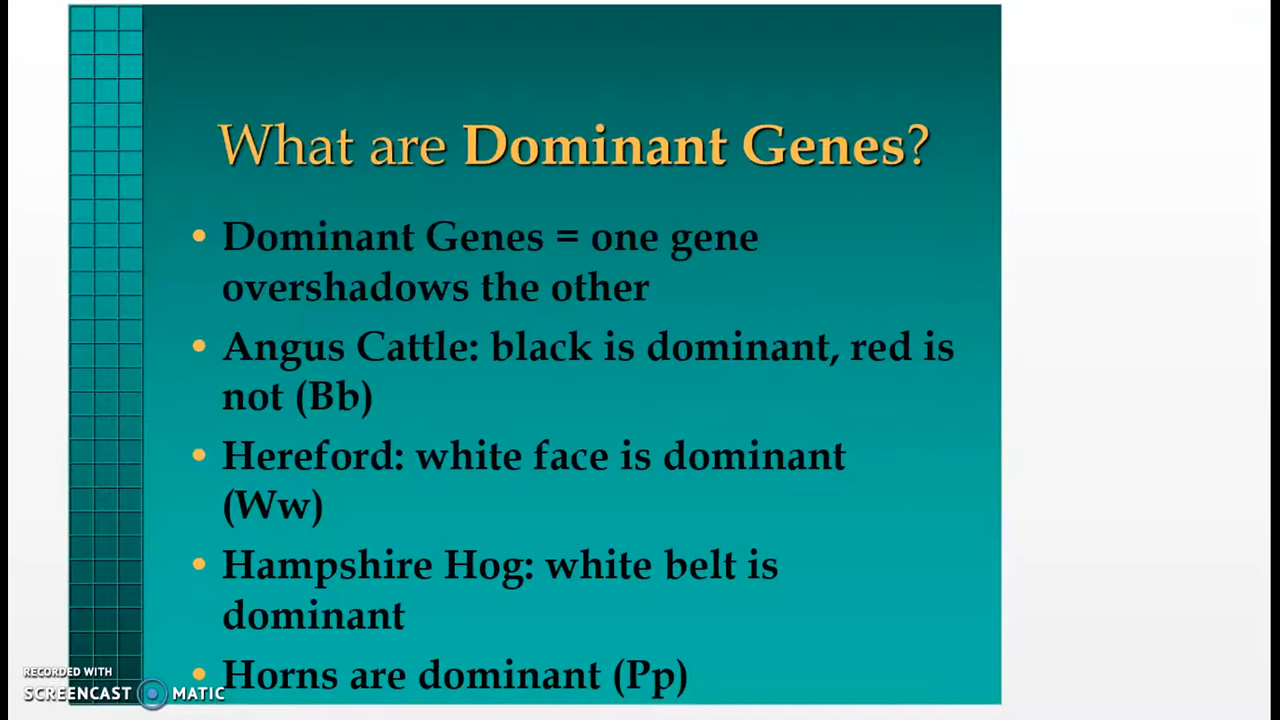 What are Dominant Genes?
• Dominant Genes = one gene
overshadows the other
• Angus Cattle: black is dominant, red is
not (Bb)
• Hereford: white face is dominant
(Ww)
• Hampshire Hog: white belt is
dominant
• Horns are dominant (Pp)
RECORDED WITH
SCREENCAST MATIC